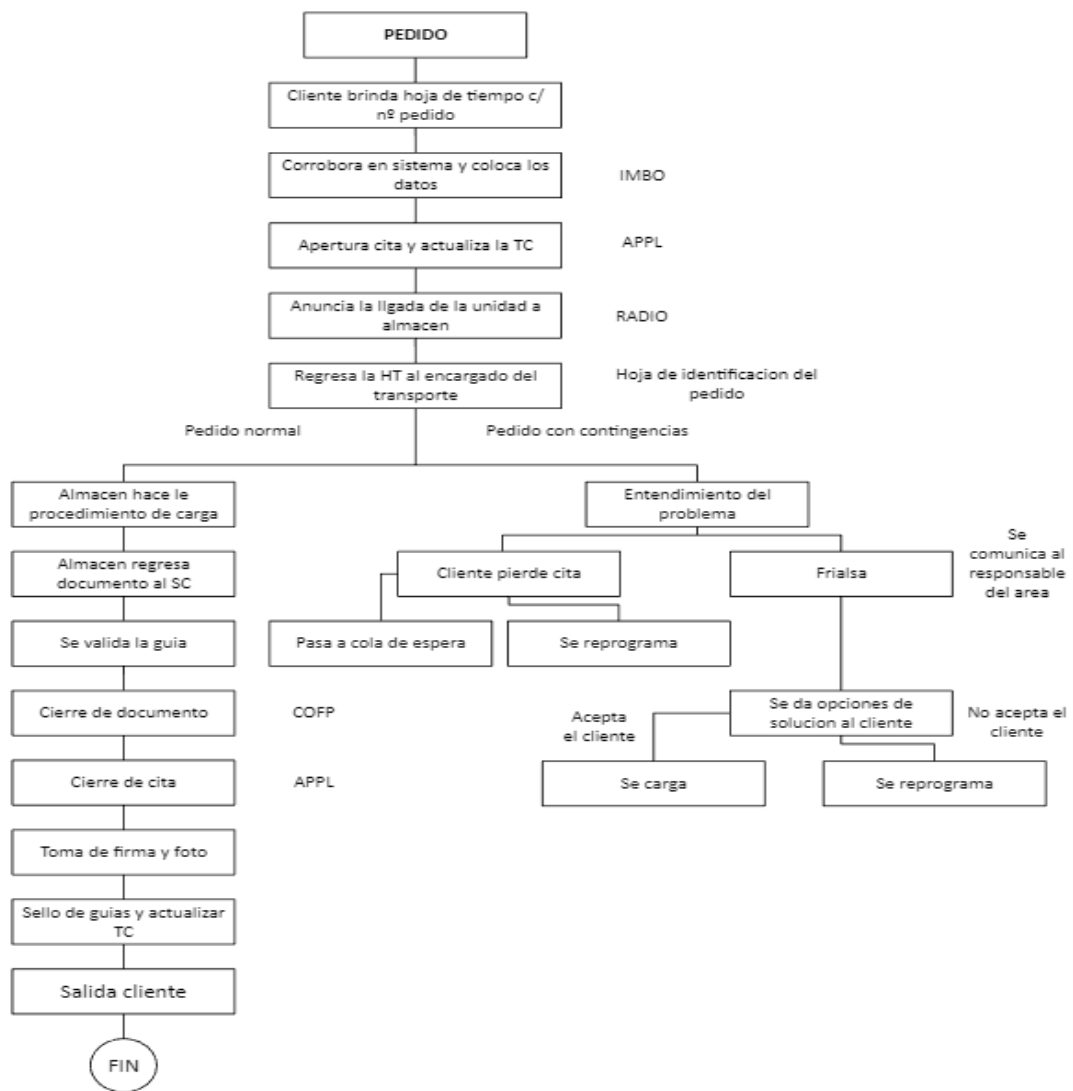 PEDIDO
Cliente brinda hoja de tiempo c/
nº pedido
Corrobora en sistema y coloca los
datos
IMBO
Apertura cita y actualiza la TC
APPL
Anuncia la llgada de la unidad a
almacen
RADIO
Regresa la HT al encargado del
transporte
Hoja de identificacion del
pedido
Pedido normal
Pedido con contingencias
Almacen hace le
procedimiento de carga
Entendimiento del
problema
Almacen regresa
documento al SC
Cliente pierde cita
Frialsa
Se
comunica al
responsable
del area
Se valida la guia
Pasa a cola de espera
Se reprograma
Cierre de documento
COFP
Acepta
el cliente
Se da opciones de
solucion al cliente
No acepta el
cliente
Cierre de cita
APPL
Se carga
Se reprograma
Toma de firma y foto
Sello de guias y actualizar
TC
Salida cliente
FIN